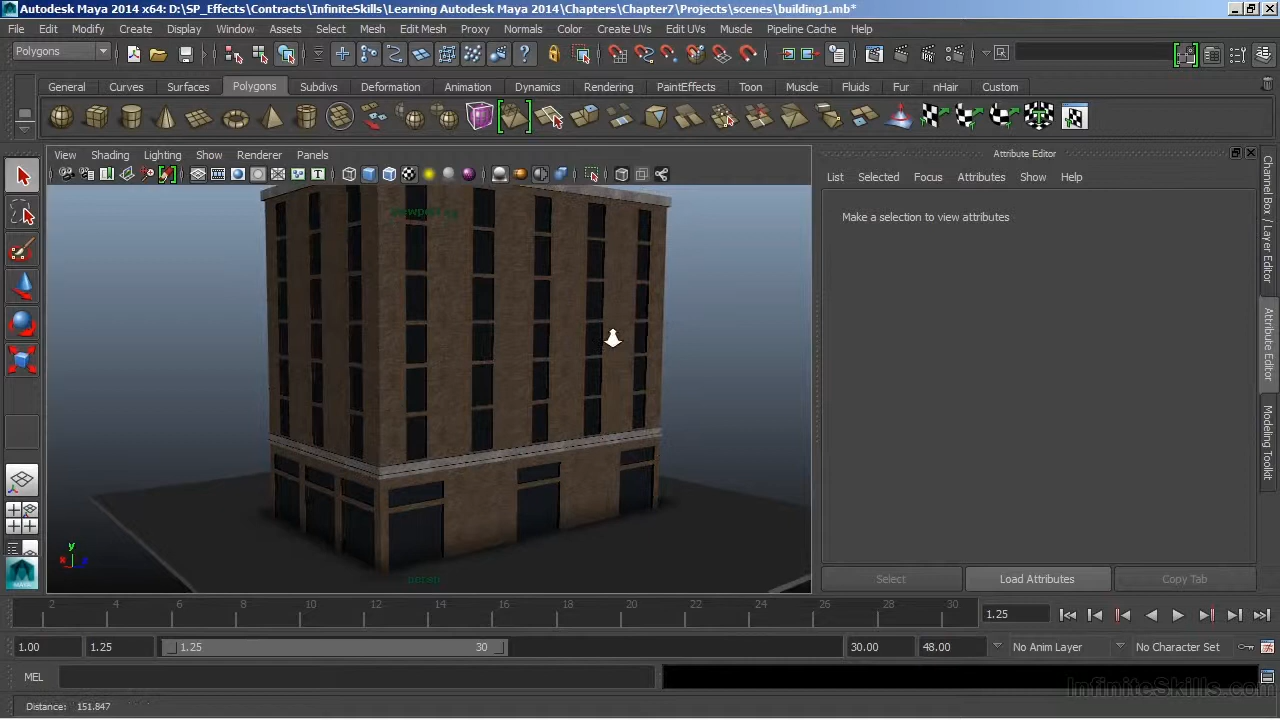 Autodesk Maya 2014 x64: D:\SP_Effects\Contracts\InfiniteSkills\Learning Autodesk Maya 2014\Chapters\Chapter7\Projects\scenes\building1.mb*
File Edit Modify Create Display Window Assets Select Mesh Edit Mesh Proxy Normals Color Create UVs Edit UVs Muscle Pipeline Cache Help
Polygons
General Curves Surfaces Polygons Subdivs Deformation Animation Dynamics Rendering PaintEffects Toon Muscle Fluids Fur nHair Custom
View Shading Lighting Show Renderer Panels
Attribute Editor
List Selected Focus Attributes Show Help
Make a selection to view attributes
Channel Box / Layer Editor
Attribute Editor
Modeling Toolkit
y
persp
Select Load Attributes Copy Tab
2 4 6 8 10 12 14 16 18 20 22 24 26 28 30
1.25
1.00 1.25 1.25 30 30.00 48.00 No Anim Layer No Character Set
MEL
InfiniteSkills.com
Distance: 151.847